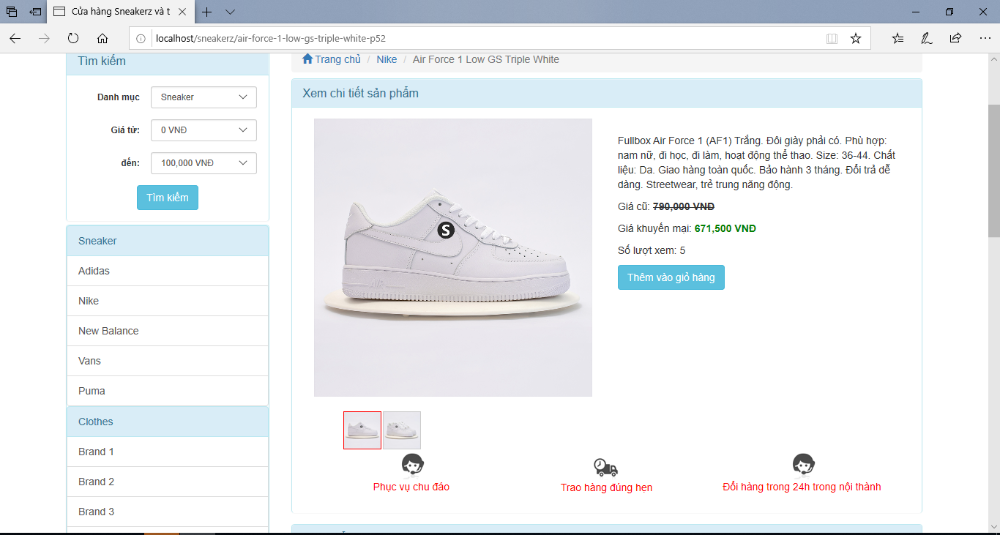 Cửa hàng Sneakerz và t
localhost/sneakerz/air-force-1-low-gs-triple-white-p52
Tìm kiếm
Danh mục
Sneaker
Giá từ:
0 VNĐ
đến:
100,000 VNĐ
Tìm kiếm
Sneaker
Adidas
Nike
New Balance
Vans
Puma
Clothes
Brand 1
Brand 2
Brand 3
Trang chủ / Nike / Air Force 1 Low GS Triple White
Xem chi tiết sản phẩm
S
AIR
Fullbox Air Force 1 (AF1) Trắng. Đôi giày phải có. Phù hợp:
nam nữ, đi học, đi làm, hoạt động thể thao. Size: 36-44. Chất
liệu: Da. Giao hàng toàn quốc. Bảo hành 3 tháng. Đổi trả dễ
dàng. Streetwear, trẻ trung năng động.
Giá cũ: 790,000 VNĐ
Giá khuyến mại: 671,500 VNĐ
Số lượt xem: 5
Thêm vào giỏ hàng
Phục vụ chu đáo
Trao hàng đúng hẹn
Đổi hàng trong 24h trong nội thành